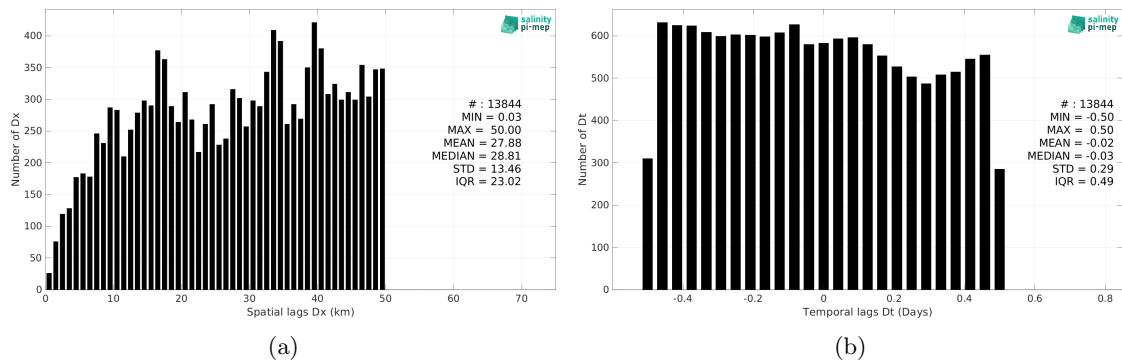 salinity
pi-mep
400
350
300
250
200
150
100
50
0
Number of Dx
# : 13844
MIN = 0.03
MAX = 50.00
MEAN = 27.88
MEDIAN = 28.81
STD = 13.46
IQR = 23.02
0 10 20 30 40 50 60 70
Spatial lags Dx (km)
(a)
salinity
pi-mep
600
500
400
300
200
100
0
Number of Dt
# : 13844
MIN = -0.50
MAX = 0.50
MEAN = -0.02
MEDIAN = -0.03
STD = 0.29
IQR = 0.49
-0.4 -0.2 0 0.2 0.4 0.6 0.8
Temporal lags Dt (Days)
(b)